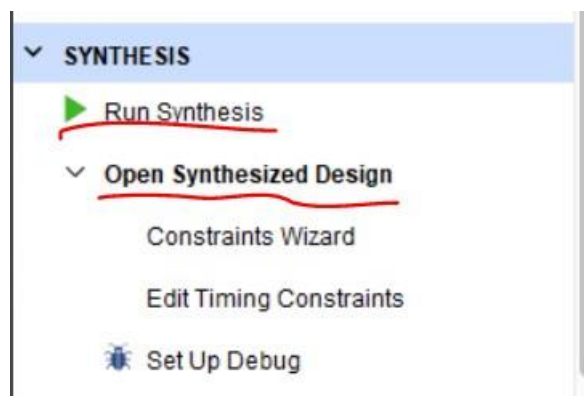 SYNTHESIS
Run Synthesis
Open Synthesized Design
Constraints Wizard
Edit Timing Constraints
Set Up Debug